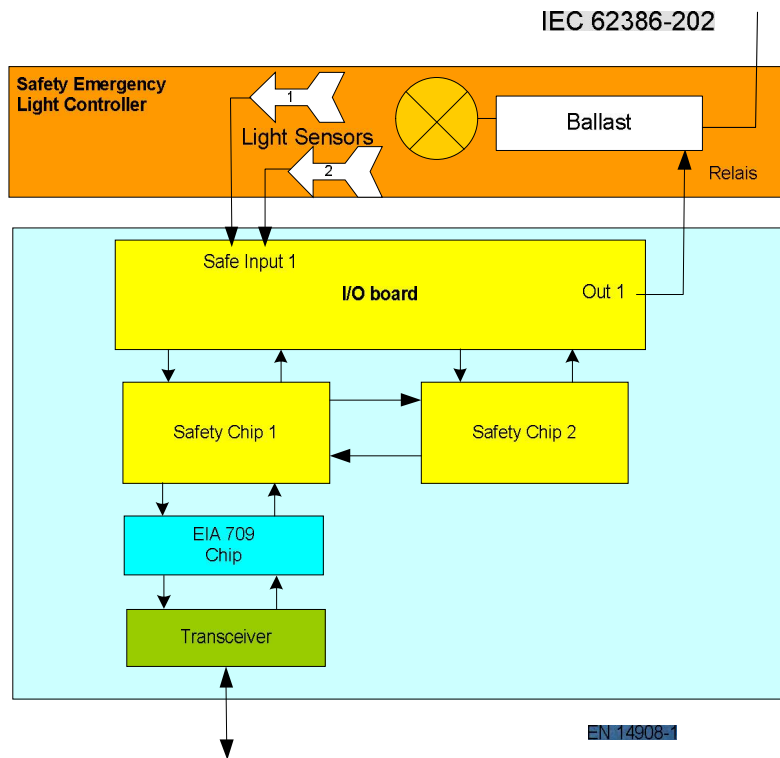 IEC 62386-202
Safety Emergency
Light Controller
1
Light Sensors
2
Ballast
Relais
Safe Input 1
I/O board
Out 1
Safety Chip 1
Safety Chip 2
EIA 709
Chip
Transceiver
EN 14908-1